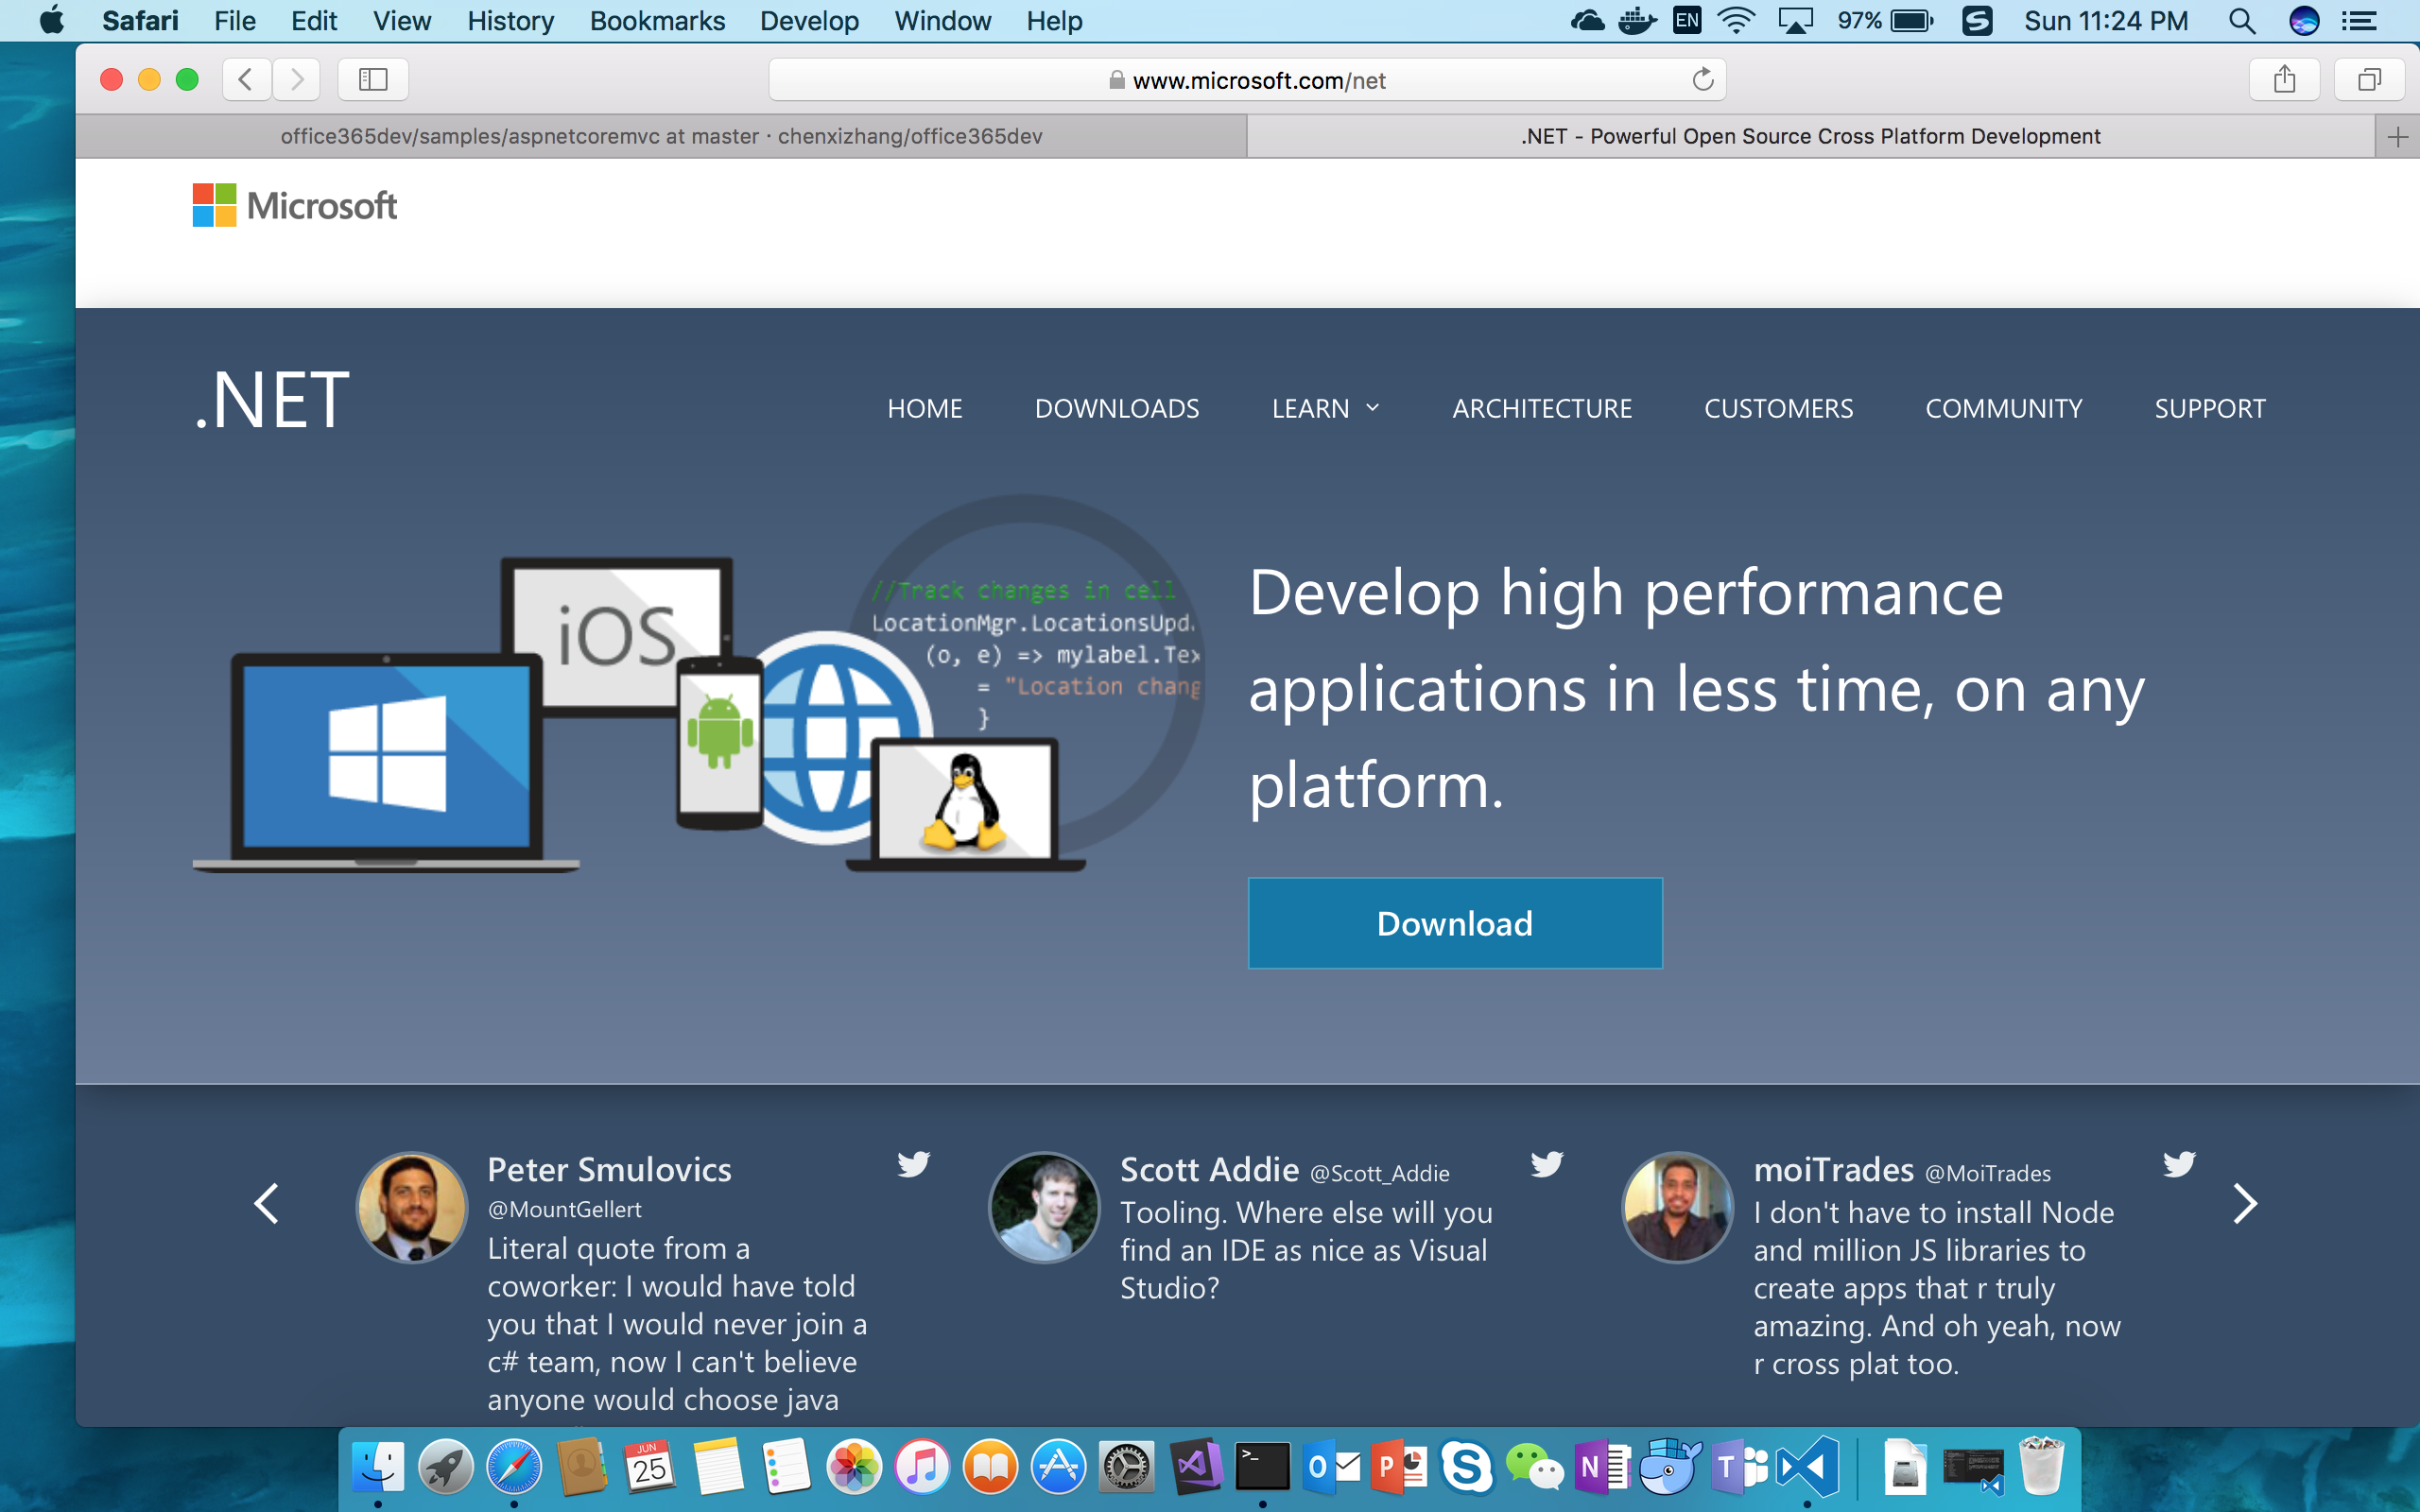 Safari File Edit View History Bookmarks Develop Window Help EN 97% Sun 11:24 PM
www.microsoft.com/net
office365dev/samples/aspnetcoremvc at master · chenxizhang/office365dev
.NET - Powerful Open Source Cross Platform Development
Microsoft
.NET
HOME DOWNLOADS LEARN ARCHITECTURE CUSTOMERS COMMUNITY SUPPORT
iOS
//Track changes in cell
LocationMgr.LocationsUpd.
(o, e) => mylabel.Tex
= "Location chang
}
Develop high performance
applications in less time, on any
platform.
Download
Peter Smulovics
@MountGellert
Literal quote from a
coworker: I would have told
you that I would never join a
c# team, now I can't believe
anyone would choose java
Scott Addie @Scott_Addie
Tooling. Where else will you
find an IDE as nice as Visual
Studio?
moiTrades @MoiTrades
I don't have to install Node
and million JS libraries to
create apps that r truly
amazing. And oh yeah, now
r cross plat too.
JUN
25